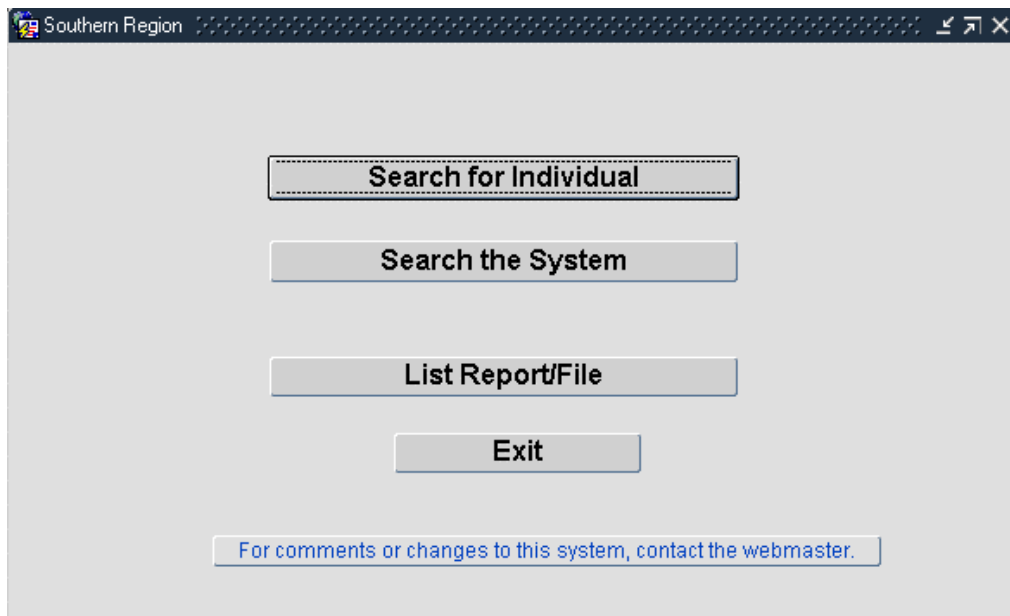 Southern Region
Search for Individual
Search the System
List Report/File
Exit
For comments or changes to this system, contact the webmaster.